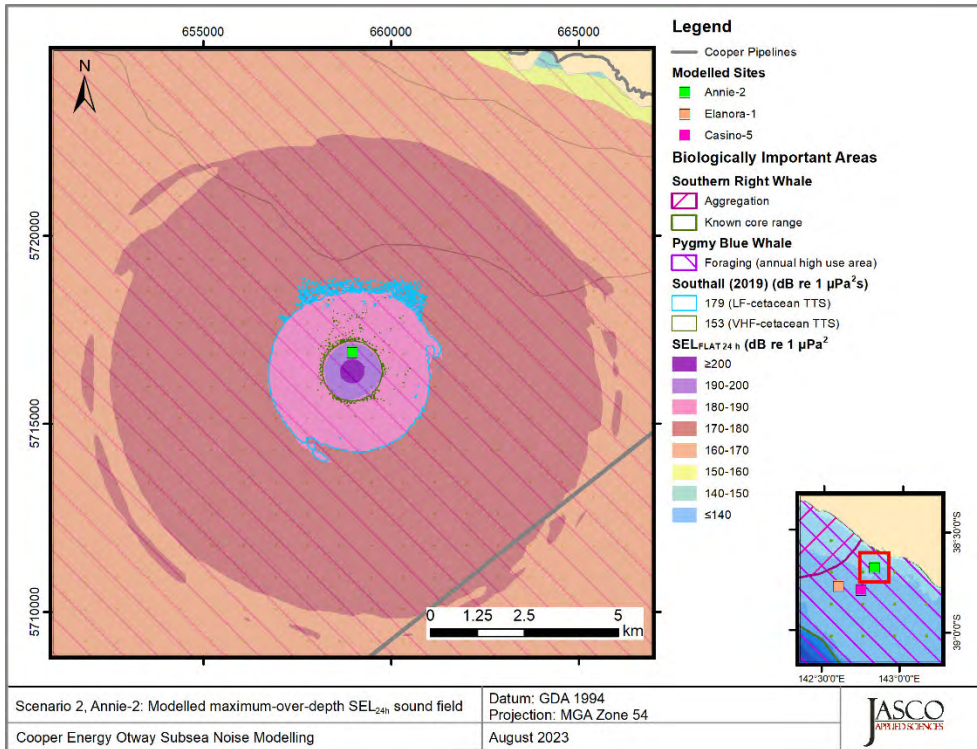 655000 660000 665000
N
5720000
5715000
5710000
0 1.25 2.5 5
km
Legend
Cooper Pipelines
Modelled Sites
Annie-2
Elanora-1
Casino-5
Biologically Important Areas
Southern Right Whale
Aggregation
Known core range
Pygmy Blue Whale
Foraging (annual high use area)
Southall (2019) (dB re 1 µPa²s)
179 (LF-cetacean TTS)
153 (VHF-cetacean TTS)
SELFLAT 24 h (dB re 1 µPa²
≥200
190-200
180-190
170-180
160-170
150-160
140-150
≤140
38°30'0"S
39°0'0"S
142°30'0"E 143°0'0"E
Scenario 2, Annie-2: Modelled maximum-over-depth SEL24h sound field
Cooper Energy Otway Subsea Noise Modelling
Datum: GDA 1994
Projection: MGA Zone 54
August 2023
JASCO
APPLIED SCIENCES